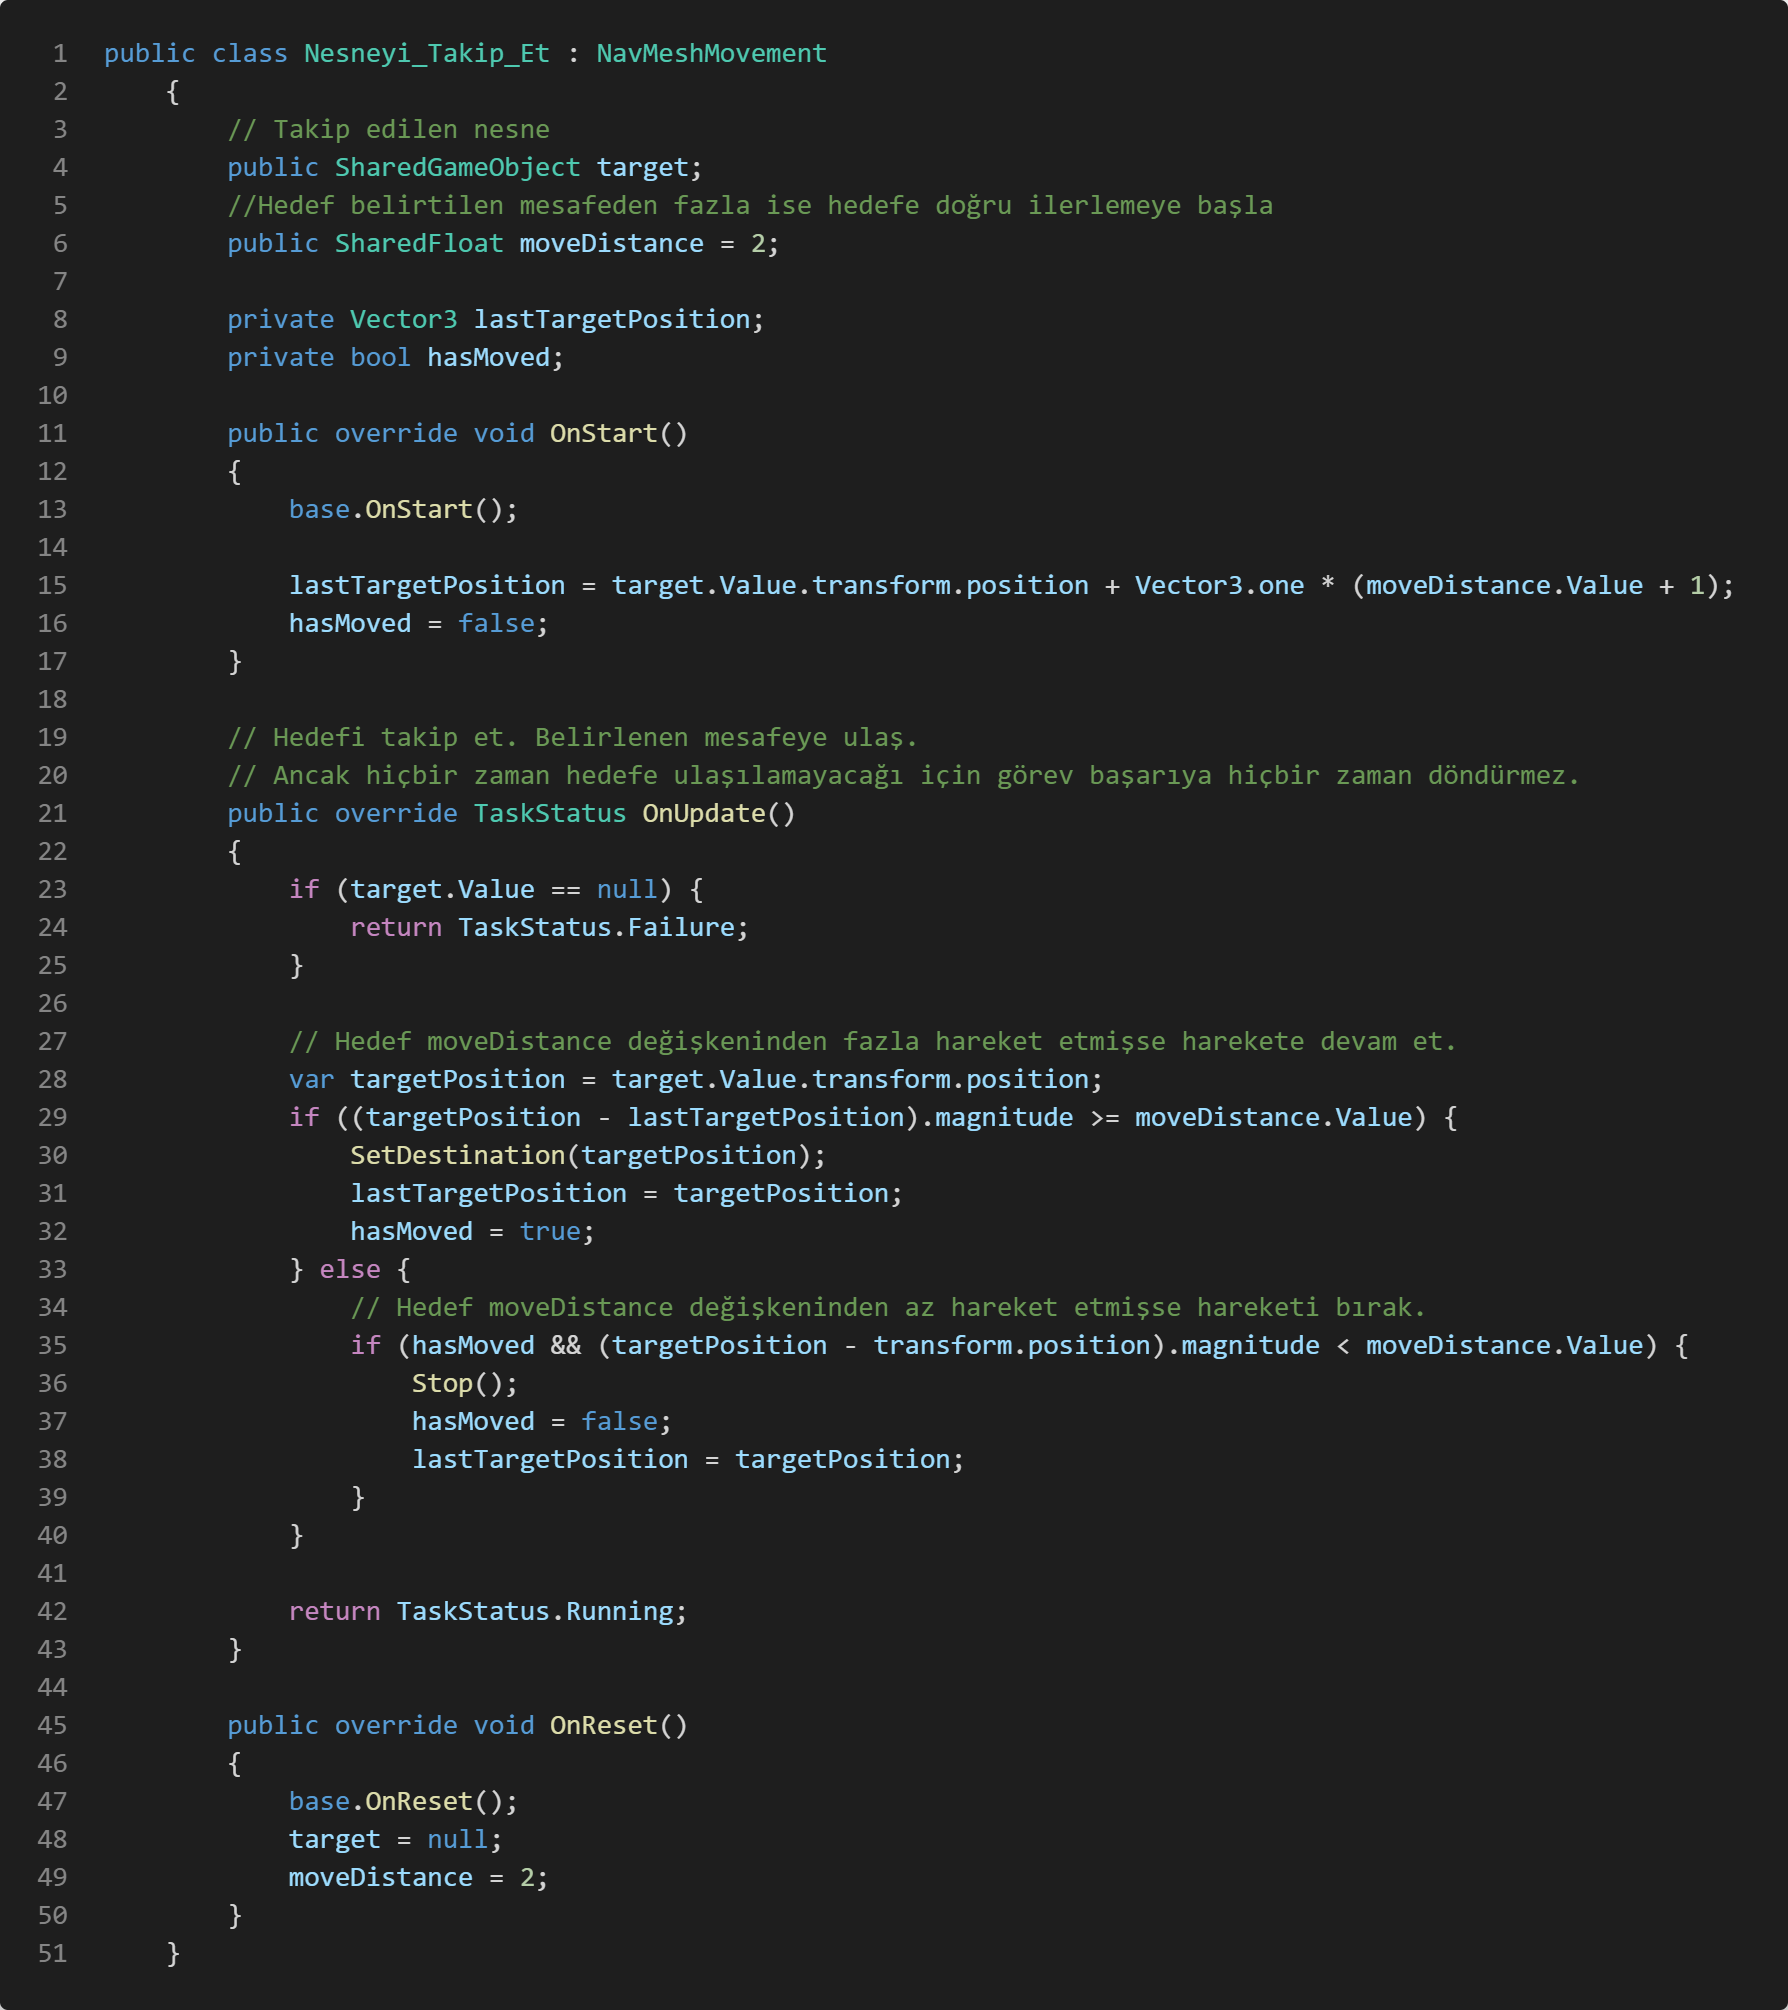 1 public class Nesneyi_Takip_Et : NavMeshMovement
2     {
3         // Takip edilen nesne
4         public SharedGameObject target;
5         //Hedef belirtilen mesafeden fazla ise hedefe doğru ilerlemeye başla
6         public SharedFloat moveDistance = 2;
7
8         private Vector3 lastTargetPosition;
9         private bool hasMoved;
10
11         public override void OnStart()
12         {
13             base.OnStart();
14
15             lastTargetPosition = target.Value.transform.position + Vector3.one * (moveDistance.Value + 1);
16             hasMoved = false;
17         }
18
19         // Hedefi takip et. Belirlenen mesafeye ulaş.
20         // Ancak hiçbir zaman hedefe ulaşılamayacağı için görev başarıya hiçbir zaman döndürmez.
21         public override TaskStatus OnUpdate()
22         {
23             if (target.Value == null) {
24                 return TaskStatus.Failure;
25             }
26
27             // Hedef moveDistance değişkeninden fazla hareket etmişse harekete devam et.
28             var targetPosition = target.Value.transform.position;
29             if ((targetPosition - lastTargetPosition).magnitude >= moveDistance.Value) {
30                 SetDestination(targetPosition);
31                 lastTargetPosition = targetPosition;
32                 hasMoved = true;
33             } else {
34                 // Hedef moveDistance değişkeninden az hareket etmişse hareketi bırak.
35                 if (hasMoved && (targetPosition - transform.position).magnitude < moveDistance.Value) {
36                     Stop();
37                     hasMoved = false;
38                     lastTargetPosition = targetPosition;
39                 }
40             }
41
42             return TaskStatus.Running;
43         }
44
45         public override void OnReset()
46         {
47             base.OnReset();
48             target = null;
49             moveDistance = 2;
50         }
51     }